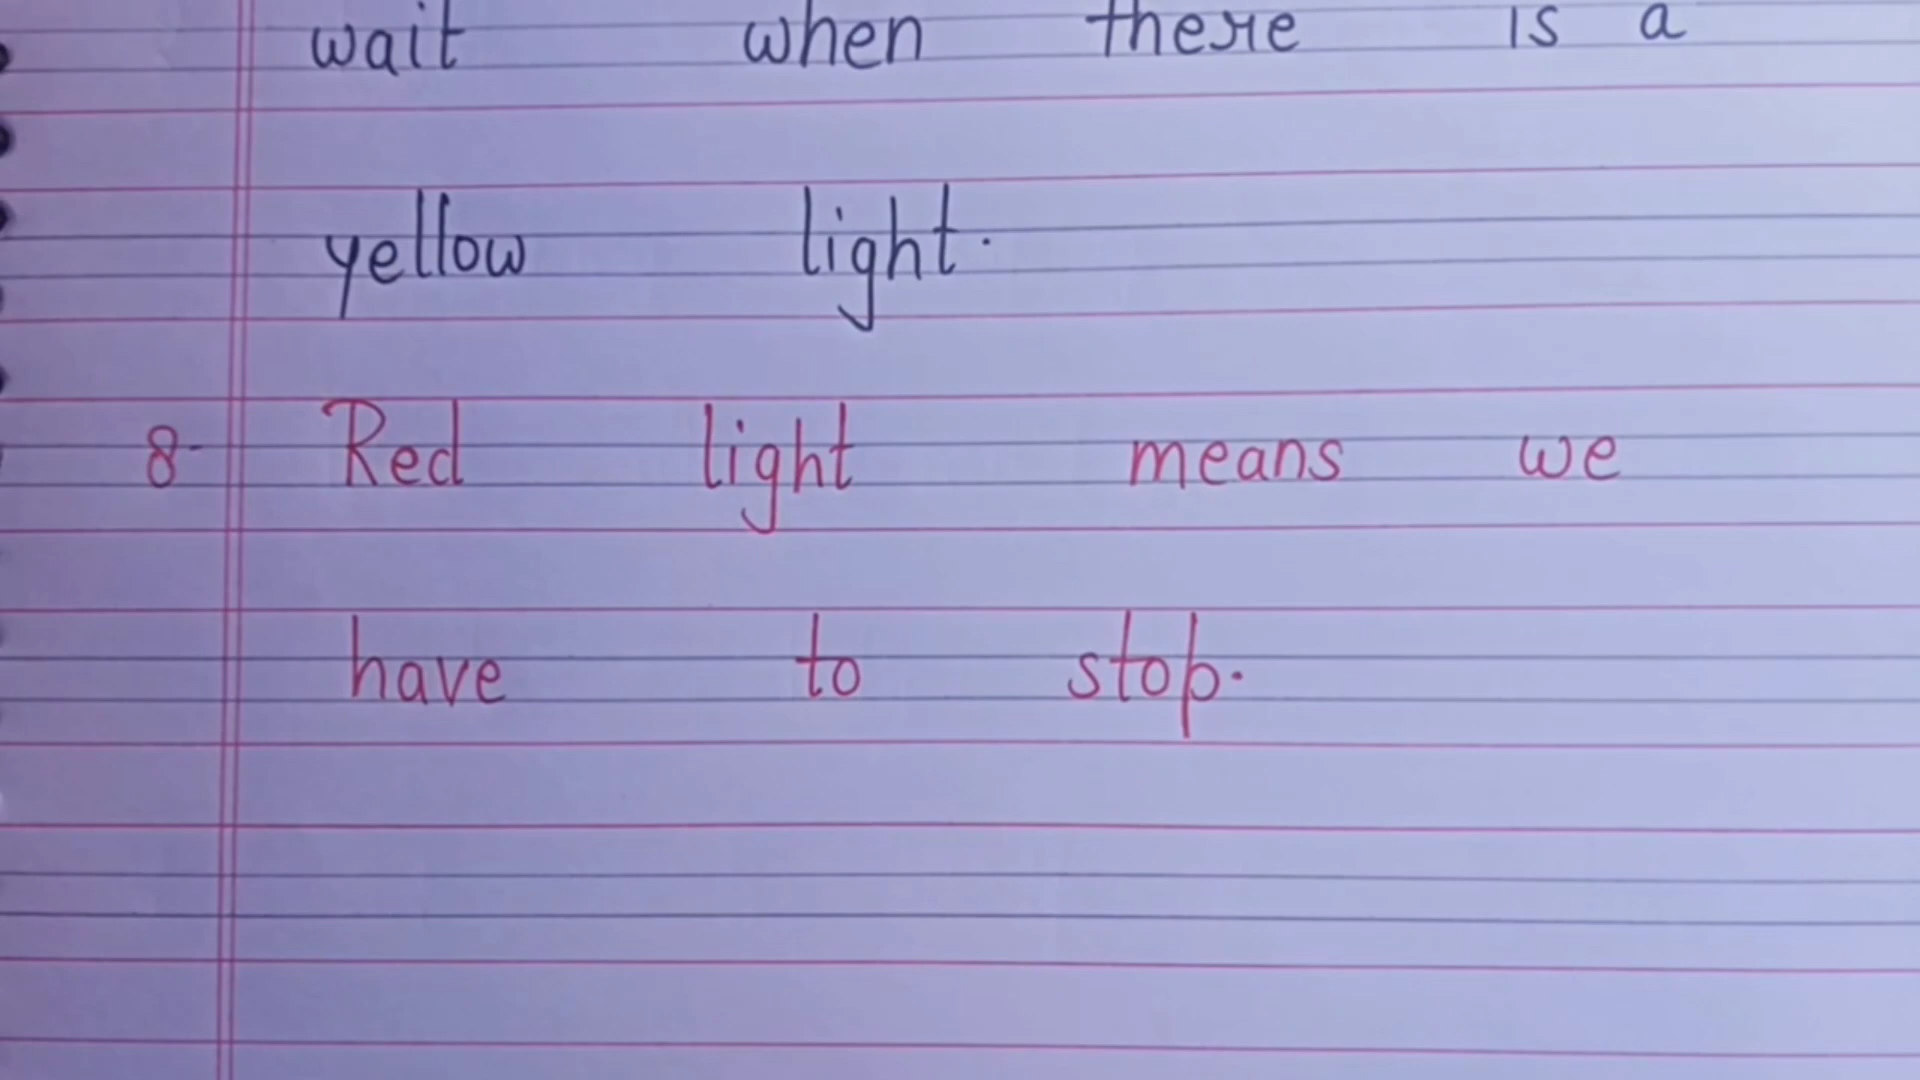 wait when there is a
yellow light.
8- Red light means we
have to stop.